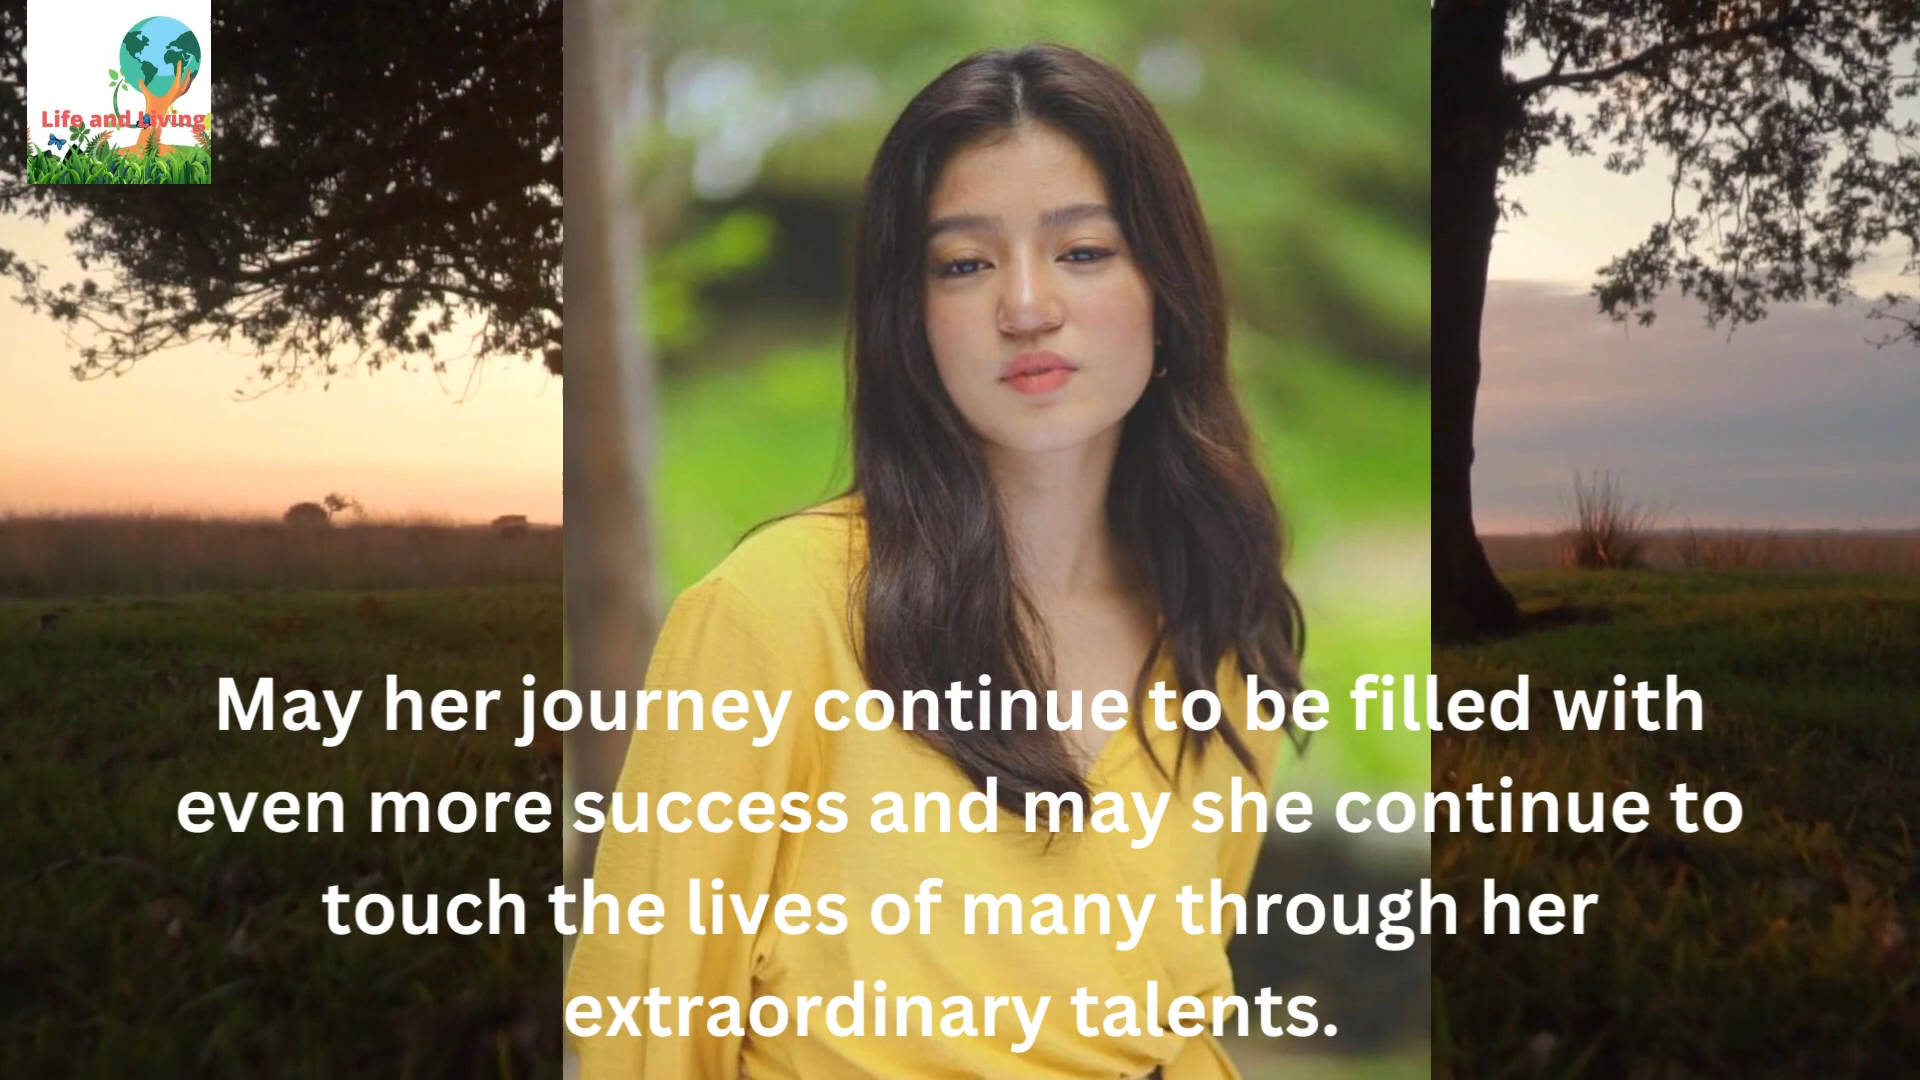 Life and Living
May her journey continue to be filled with
even more success and may she continue to
touch the lives of many through her
extraordinary talents.